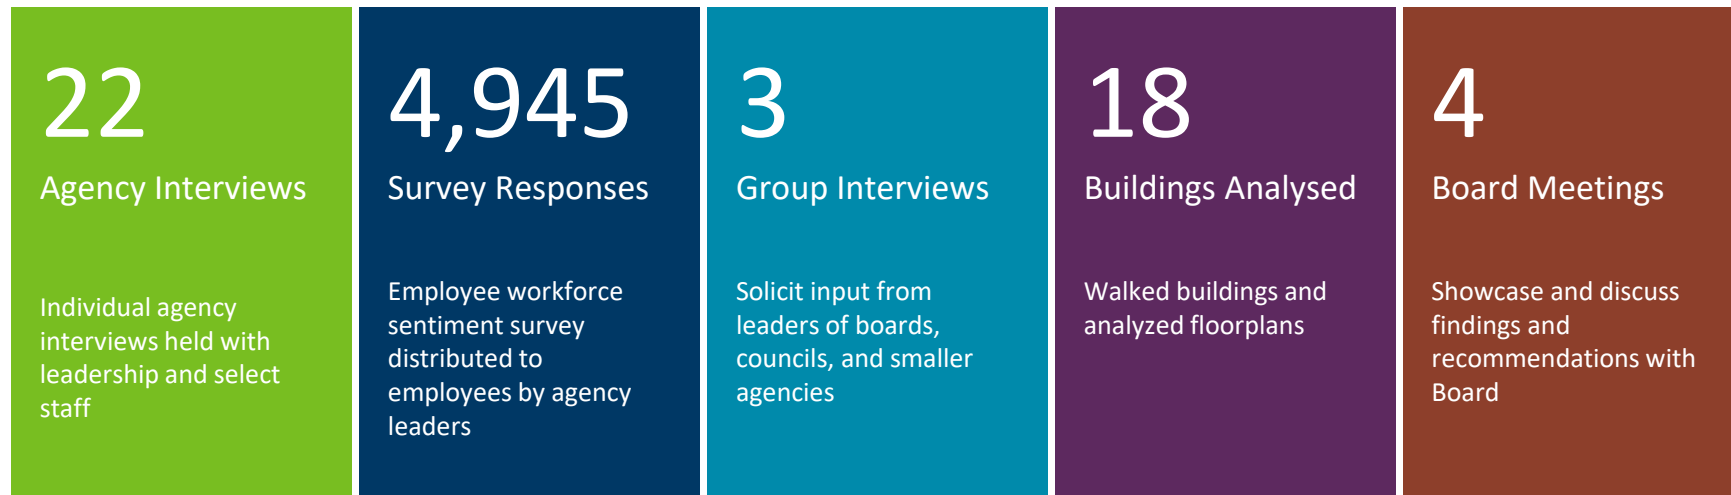 22
Agency Interviews
Individual agency
interviews held with
leadership and select
staff
4,945
Survey Responses
Employee workforce
sentiment survey
distributed to
employees by agency
leaders
3
Group Interviews
Solicit input from
leaders of boards,
councils, and smaller
agencies
18
Buildings Analysed
Walked buildings and
analyzed floorplans
4
Board Meetings
Showcase and discuss
findings and
recommendations with
Board